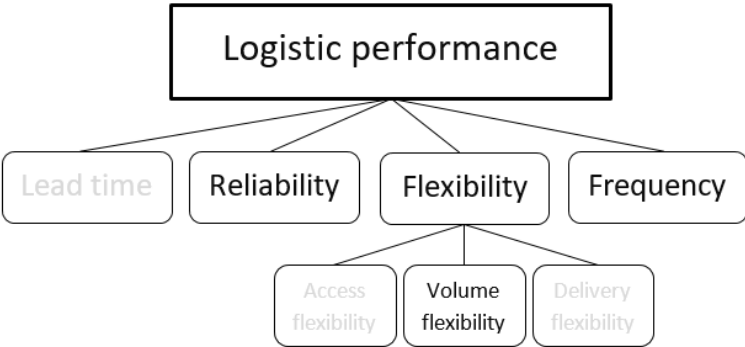 Logistic performance
Lead time
Reliability
Flexibility
Frequency
Access
flexibility
Volume
flexibility
Delivery
flexibility